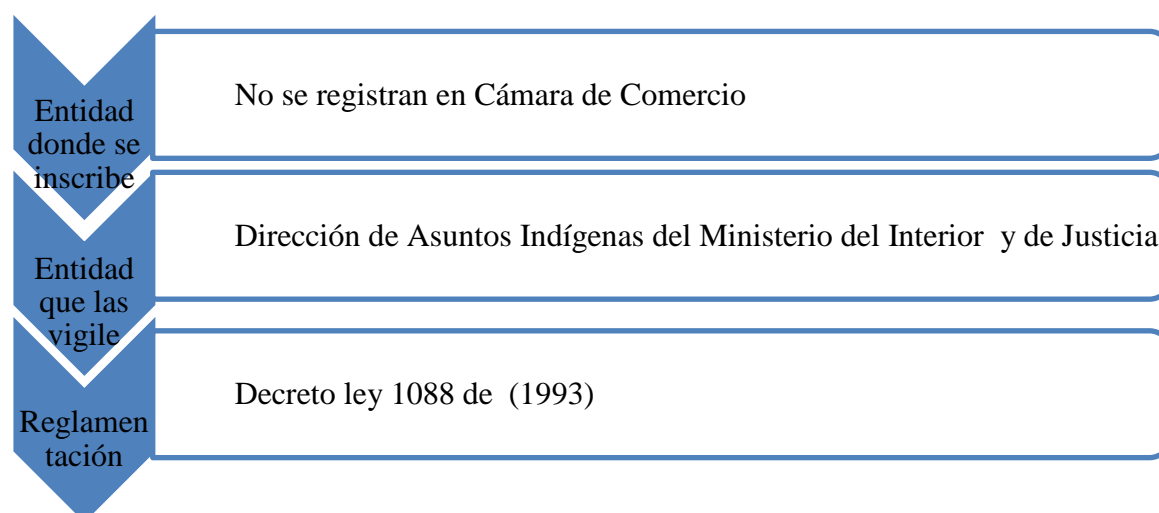 Entidad
donde se
inscribe
No se registran en Cámara de Comercio
Entidad
que las
vigile
Dirección de Asuntos Indígenas del Ministerio del Interior  y de Justicia
Reglamen
tación
Decreto ley 1088 de  (1993)